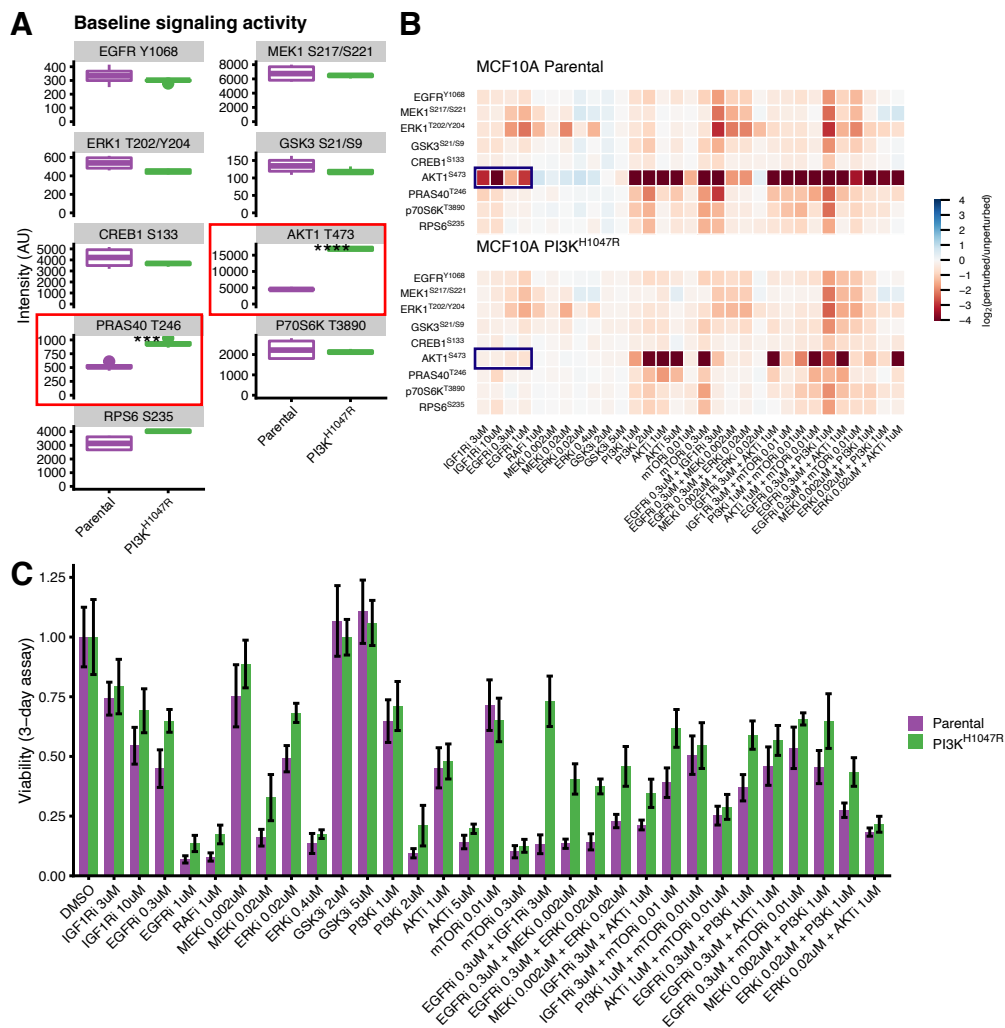 A
Baseline signaling activity
EGFR Y1068
400
300
200
100
0
MEK1 S217/S221
8000
6000
4000
2000
0
ERK1 T202/Y204
600
400
200
0
GSK3 S21/S9
150
100
50
0
CREB1 S133
5000
4000
3000
2000
1000
0
AKT1 T473
****
15000
10000
5000
0
PRAS40 T246
***
1000
750
500
250
0
P70S6K T3890
2000
1000
0
RPS6 S235
4000
3000
2000
1000
0
Intensity (AU)
Parental
PI3K^H1047R
Parental
PI3K^H1047R
B
MCF10A Parental
EGFR^Y1068
MEK1^S217/S221
ERK1^T202/Y204
GSK3^S21/S9
CREB1^S133
AKT1^S473
PRAS40^T246
p70S6K^T3890
RPS6^S235
MCF10A PI3K^H1047R
EGFR^Y1068
MEK1^S217/S221
ERK1^T202/Y204
GSK3^S21/S9
CREB1^S133
AKT1^S473
PRAS40^T246
p70S6K^T3890
RPS6^S235
IGF1Ri 3uM
IGF1Ri 10uM
EGFRi 0.3uM
EGFRi 1uM
RAFi 1uM
MEKi 0.002uM
MEKi 0.02uM
ERKi 0.02uM
ERKi 0.4uM
GSK3i 2uM
GSK3i 5uM
PI3Ki 1uM
PI3Ki 2uM
AKTi 1uM
AKTi 5uM
mTORi 0.01uM
mTORi 0.3uM
EGFRi 0.3uM + IGF1Ri 3uM
EGFRi 0.3uM + MEKi 0.002uM
EGFRi 0.3uM + ERKi 0.02uM
MEKi 0.002uM + ERKi 0.02uM
IGF1Ri 3uM + AKTi 1uM
IGF1Ri 3uM + mTORi 0.01 uM
PI3Ki 1uM + mTORi 0.01uM
AKTi 1uM + mTORi 0.01uM
EGFRi 0.3uM + PI3Ki 1uM
EGFRi 0.3uM + AKTi 1uM
EGFRi 0.3uM + mTORi 0.01uM
MEKi 0.002uM + PI3Ki 1uM
ERKi 0.02uM + PI3Ki 1uM
ERKi 0.02uM + AKTi 1uM
4
3
2
1
0
−1
−2
−3
−4
log2(perturbed/unperturbed)
C
Viability (3−day assay)
1.25
1.00
0.75
0.50
0.25
0.00
DMSO
IGF1Ri 3uM
IGF1Ri 10uM
EGFRi 0.3uM
EGFRi 1uM
RAFi 1uM
MEKi 0.002uM
MEKi 0.02uM
ERKi 0.02uM
ERKi 0.4uM
GSK3i 2uM
GSK3i 5uM
PI3Ki 1uM
PI3Ki 2uM
AKTi 1uM
AKTi 5uM
mTORi 0.01uM
mTORi 0.3uM
EGFRi 0.3uM + IGF1Ri 3uM
EGFRi 0.3uM + MEKi 0.002uM
EGFRi 0.3uM + ERKi 0.02uM
MEKi 0.002uM + ERKi 0.02uM
IGF1Ri 3uM + AKTi 1uM
IGF1Ri 3uM + mTORi 0.01 uM
PI3Ki 1uM + mTORi 0.01uM
AKTi 1uM + mTORi 0.01uM
EGFRi 0.3uM + PI3Ki 1uM
EGFRi 0.3uM + AKTi 1uM
EGFRi 0.3uM + mTORi 0.01uM
MEKi 0.002uM + PI3Ki 1uM
ERKi 0.02uM + PI3Ki 1uM
ERKi 0.02uM + AKTi 1uM
Parental
PI3K^H1047R